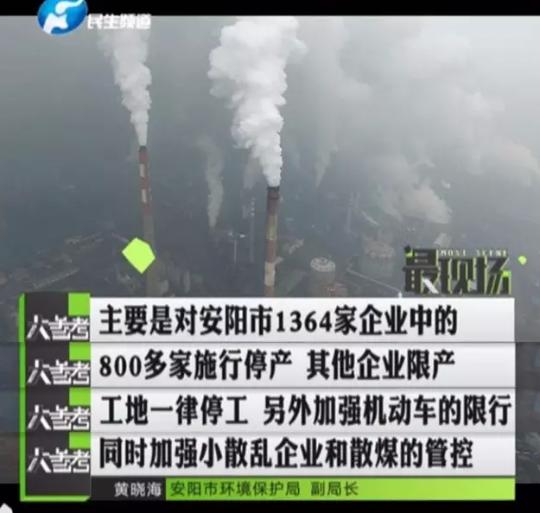 民生频道
MOST SCENE
最现场
大参考 主要是对安阳市1364家企业中的
大参考 800多家施行停产 其他企业限产
大参考 工地一律停工 另外加强机动车的限行
大参考 同时加强小散乱企业和散煤的管控
黄晓海 安阳市环境保护局 副局长